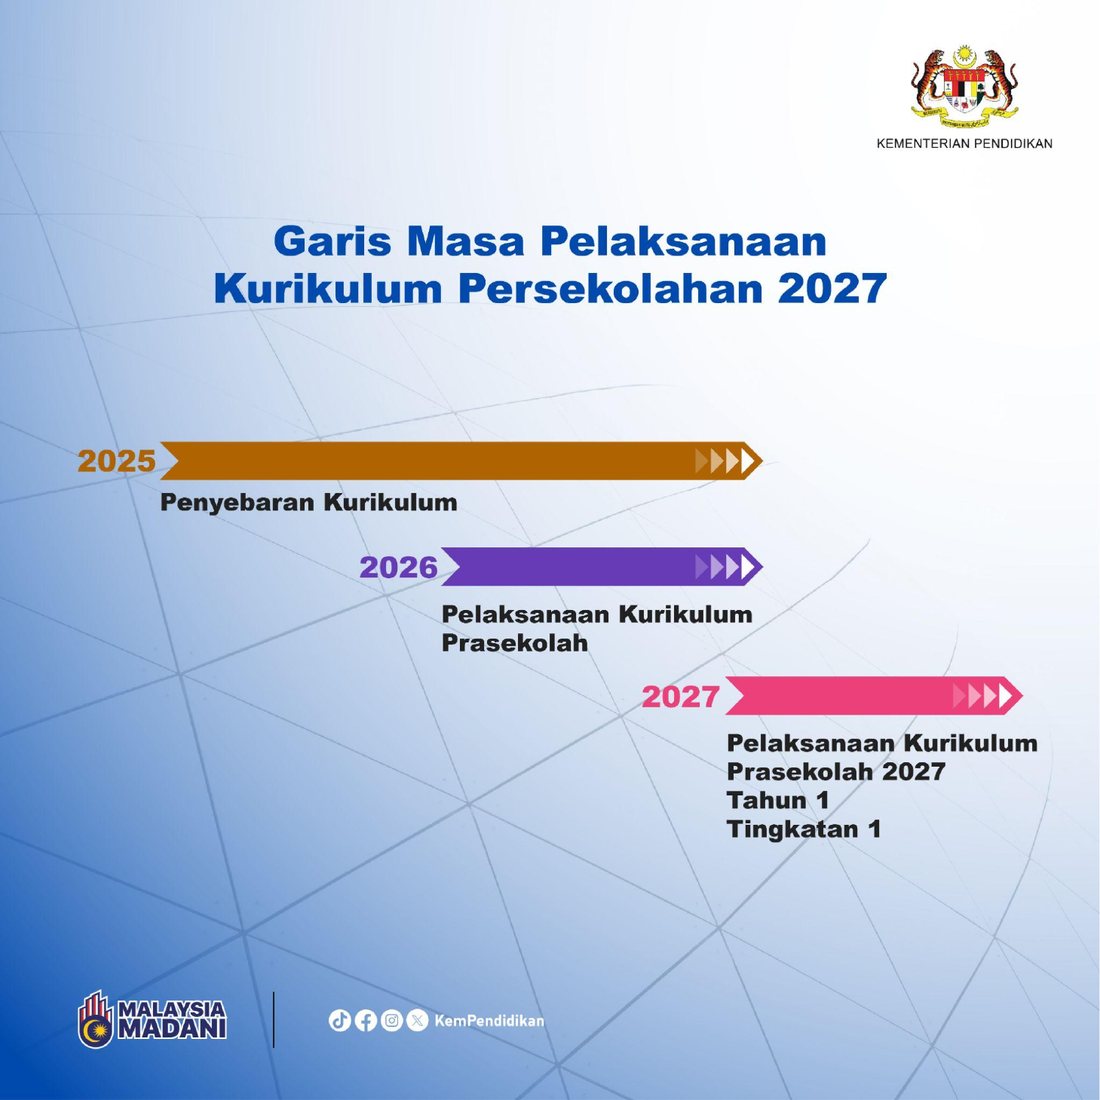 KEMENTERIAN PENDIDIKAN
Garis Masa Pelaksanaan
Kurikulum Persekolahan 2027
2025
Penyebaran Kurikulum
2026
Pelaksanaan Kurikulum
Prasekolah
2027
Pelaksanaan Kurikulum
Prasekolah 2027
Tahun 1
Tingkatan 1
MALAYSIA
MADANI
KemPendidikan